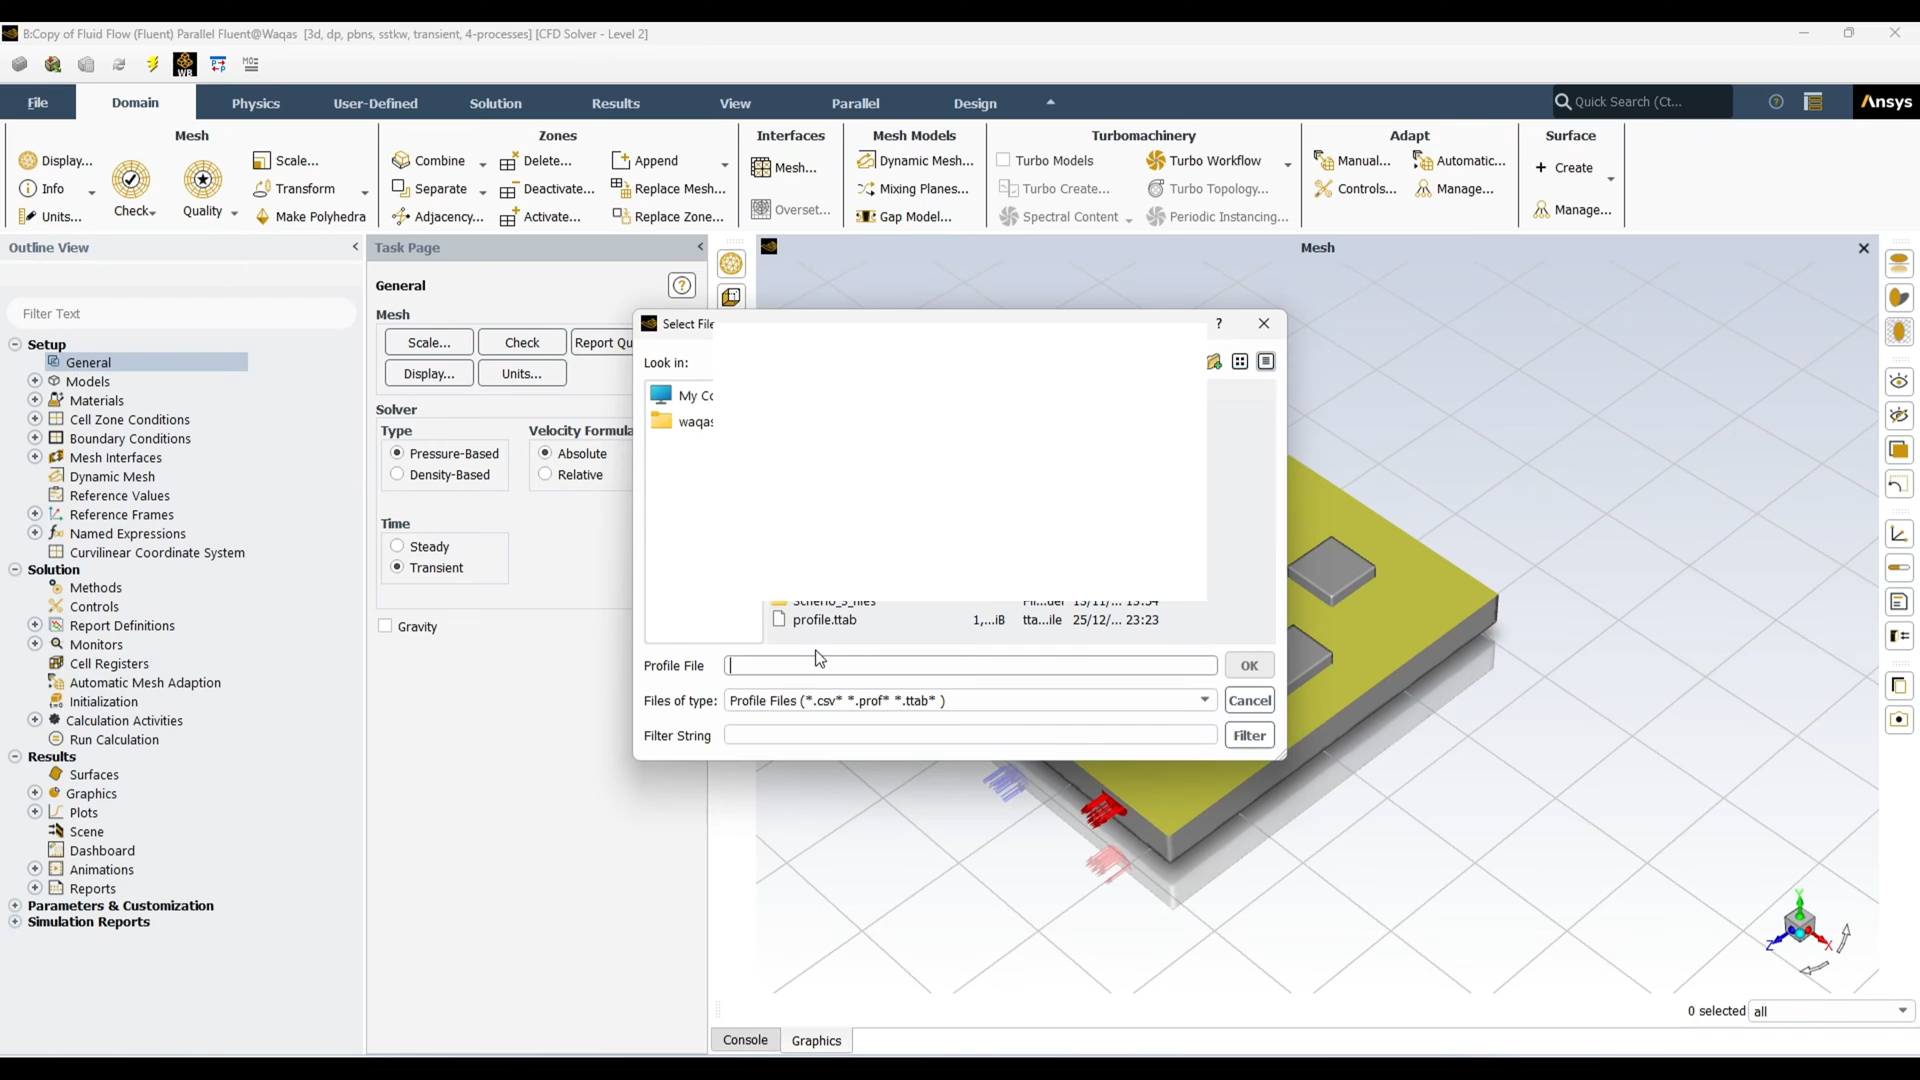 B:Copy of Fluid Flow (Fluent) Parallel Fluent@Waqas [3d, dp, pbns, sstkw, transient, 4-processes] [CFD Solver - Level 2]
WB
File
Domain
Physics
User-Defined
Solution
Results
View
Parallel
Design
Quick Search (Ct...
Ansys
Mesh
Display...
Info
Units...
Check
Quality
Scale...
Transform
Make Polyhedra
Zones
Combine
Separate
Adjacency...
Delete...
Deactivate...
Activate...
Append
Replace Mesh...
Replace Zone...
Interfaces
Mesh...
Overset...
Mesh Models
Dynamic Mesh...
Mixing Planes...
Gap Model...
Turbomachinery
Turbo Models
Turbo Create...
Spectral Content
Turbo Workflow
Turbo Topology...
Periodic Instancing...
Adapt
Manual...
Controls...
Automatic...
Manage...
Surface
+ Create
Manage...
Outline View
Filter Text
Setup
General
Models
Materials
Cell Zone Conditions
Boundary Conditions
Mesh Interfaces
Dynamic Mesh
Reference Values
Reference Frames
Named Expressions
Curvilinear Coordinate System
Solution
Methods
Controls
Report Definitions
Monitors
Cell Registers
Automatic Mesh Adaption
Initialization
Calculation Activities
Run Calculation
Results
Surfaces
Graphics
Plots
Scene
Dashboard
Animations
Reports
Parameters & Customization
Simulation Reports
Task Page
General
Mesh
Scale...
Check
Report Qu
Display...
Units...
Solver
Type
Pressure-Based
Density-Based
Velocity Formula
Absolute
Relative
Time
Steady
Transient
Gravity
Mesh
Select File
Look in:
My Co
waqas
profile.ttab 1,...iB tta...ile 25/12/... 23:23
Profile File
OK
Files of type: Profile Files (*.csv* *.prof* *.ttab* )
Cancel
Filter String
Filter
Y
Z
X
0 selected all
Console
Graphics